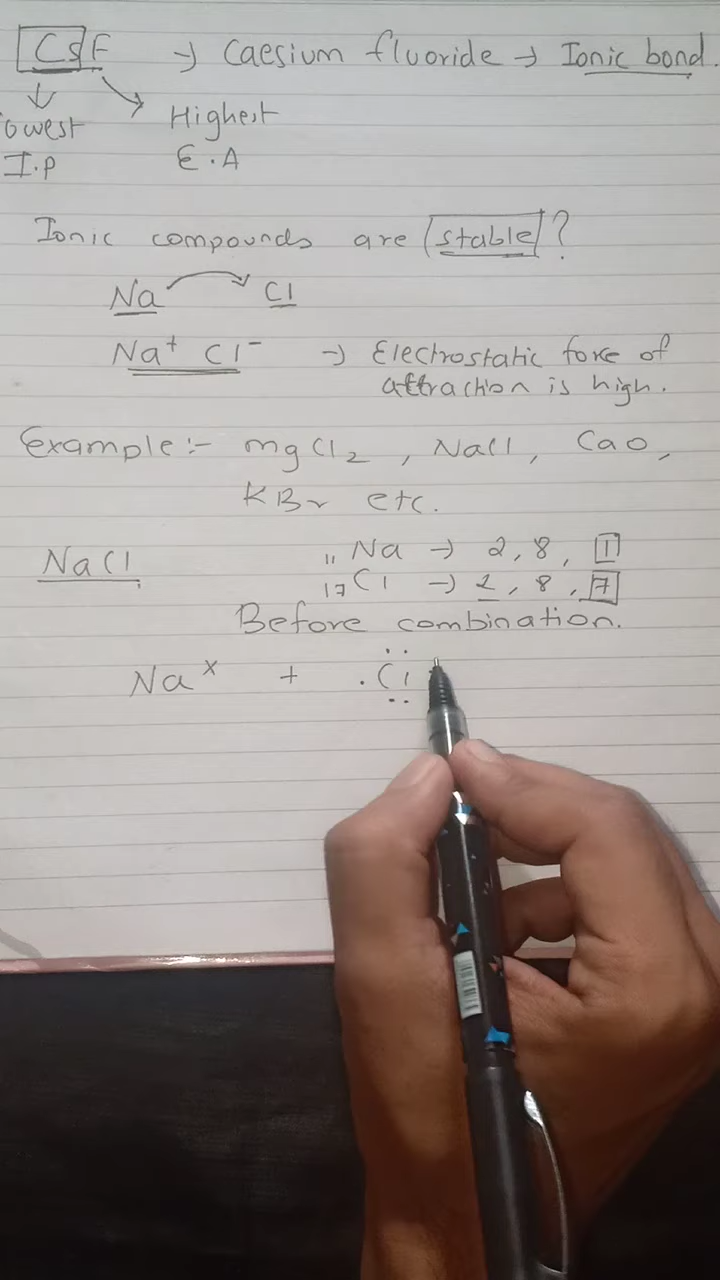 CsF → Caesium fluoride → Ionic bond.
owest Highest
I.P E.A
Ionic compounds are stable?
Na Cl
Na⁺ Cl⁻ → Electrostatic force of
attraction is high.
Example:- mgCl₂, NaCl, CaO,
KBr etc.
NaCl ₁₁Na → 2, 8, 1
₁₇Cl → 2, 8, 7
Before combination.
Naˣ + .Cl